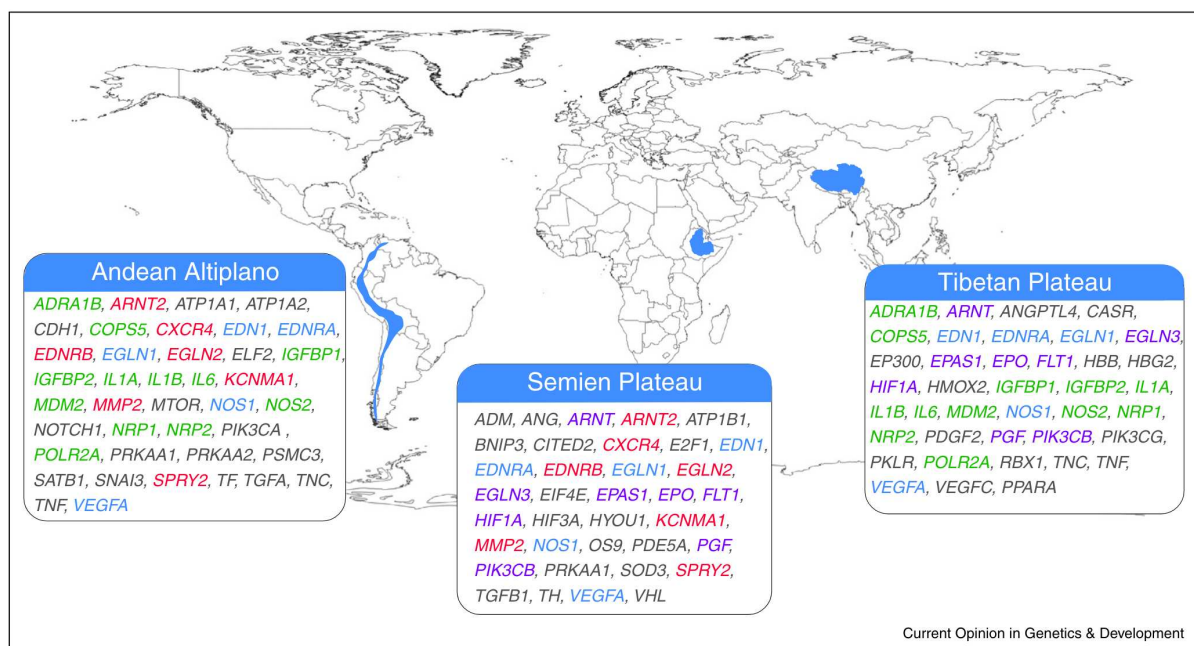 Andean Altiplano
ADRA1B, ARNT2, ATP1A1, ATP1A2,
CDH1, COPS5, CXCR4, EDN1, EDNRA,
EDNRB, EGLN1, EGLN2, ELF2, IGFBP1,
IGFBP2, IL1A, IL1B, IL6, KCNMA1,
MDM2, MMP2, MTOR, NOS1, NOS2,
NOTCH1, NRP1, NRP2, PIK3CA ,
POLR2A, PRKAA1, PRKAA2, PSMC3,
SATB1, SNAI3, SPRY2, TF, TGFA, TNC,
TNF, VEGFA
Semien Plateau
ADM, ANG, ARNT, ARNT2, ATP1B1,
BNIP3, CITED2, CXCR4, E2F1, EDN1,
EDNRA, EDNRB, EGLN1, EGLN2,
EGLN3, EIF4E, EPAS1, EPO, FLT1,
HIF1A, HIF3A, HYOU1, KCNMA1,
MMP2, NOS1, OS9, PDE5A, PGF,
PIK3CB, PRKAA1, SOD3, SPRY2,
TGFB1, TH, VEGFA, VHL
Tibetan Plateau
ADRA1B, ARNT, ANGPTL4, CASR,
COPS5, EDN1, EDNRA, EGLN1, EGLN3,
EP300, EPAS1, EPO, FLT1, HBB, HBG2,
HIF1A, HMOX2, IGFBP1, IGFBP2, IL1A,
IL1B, IL6, MDM2, NOS1, NOS2, NRP1,
NRP2, PDGF2, PGF, PIK3CB, PIK3CG,
PKLR, POLR2A, RBX1, TNC, TNF,
VEGFA, VEGFC, PPARA
Current Opinion in Genetics & Development